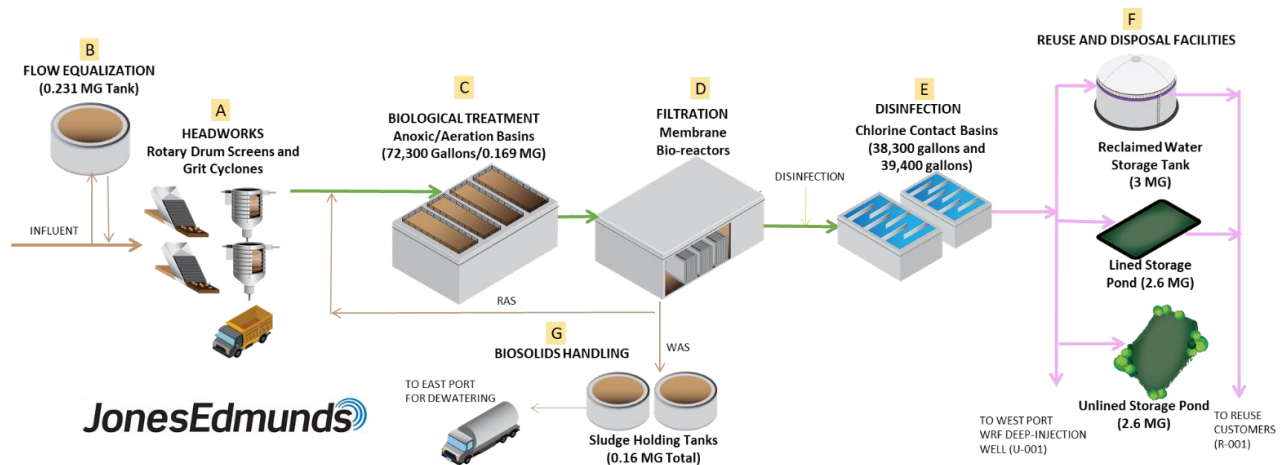 B
FLOW EQUALIZATION
(0.231 MG Tank)
A
HEADWORKS
Rotary Drum Screens and
Grit Cyclones
INFLUENT
C
BIOLOGICAL TREATMENT
Anoxic/Aeration Basins
(72,300 Gallons/0.169 MG)
D
FILTRATION
Membrane
Bio-reactors
DISINFECTION
E
DISINFECTION
Chlorine Contact Basins
(38,300 gallons and
39,400 gallons)
F
REUSE AND DISPOSAL FACILITIES
Reclaimed Water
Storage Tank
(3 MG)
Lined Storage
Pond (2.6 MG)
Unlined Storage Pond
(2.6 MG)
TO WEST PORT
WRF DEEP-INJECTION
WELL (U-001)
TO REUSE
CUSTOMERS
(R-001)
RAS
WAS
G
BIOSOLIDS HANDLING
TO EAST PORT
FOR DEWATERING
Sludge Holding Tanks
(0.16 MG Total)
JonesEdmunds